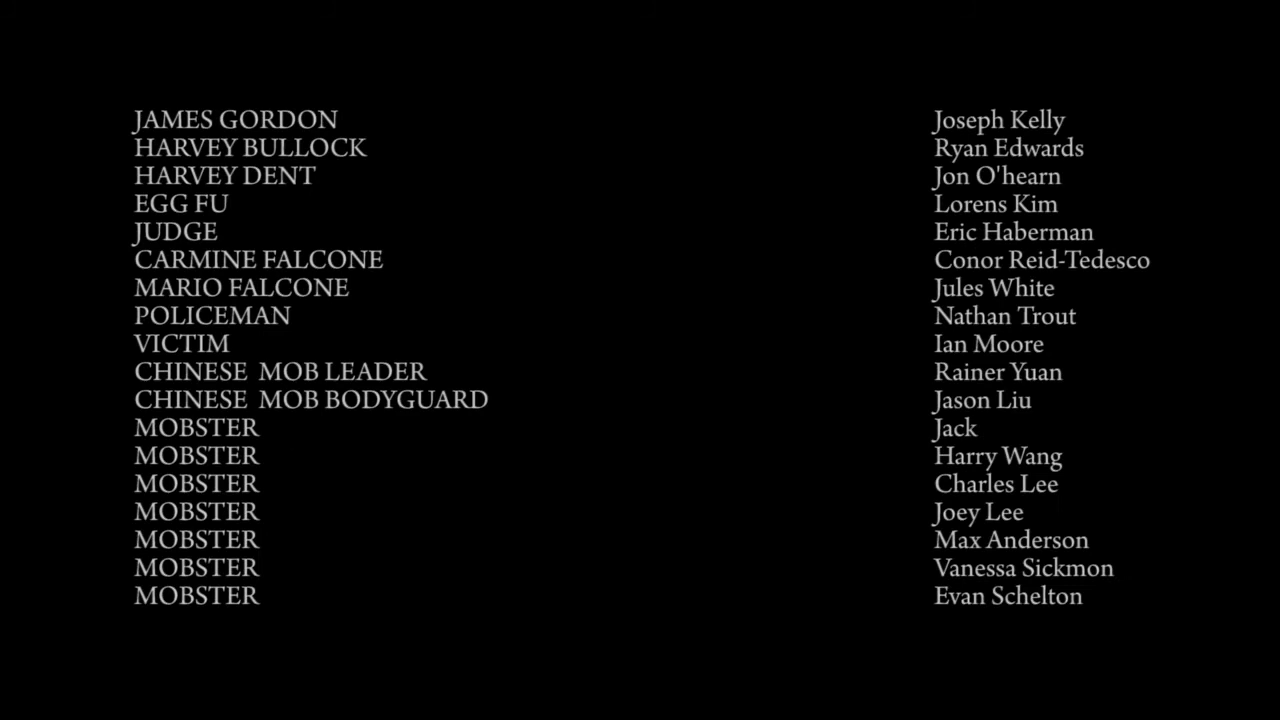 JAMES GORDON Joseph Kelly
HARVEY BULLOCK Ryan Edwards
HARVEY DENT Jon O'hearn
EGG FU Lorens Kim
JUDGE Eric Haberman
CARMINE FALCONE Conor Reid-Tedesco
MARIO FALCONE Jules White
POLICEMAN Nathan Trout
VICTIM Ian Moore
CHINESE MOB LEADER Rainer Yuan
CHINESE MOB BODYGUARD Jason Liu
MOBSTER Jack
MOBSTER Harry Wang
MOBSTER Charles Lee
MOBSTER Joey Lee
MOBSTER Max Anderson
MOBSTER Vanessa Sickmon
MOBSTER Evan Schelton